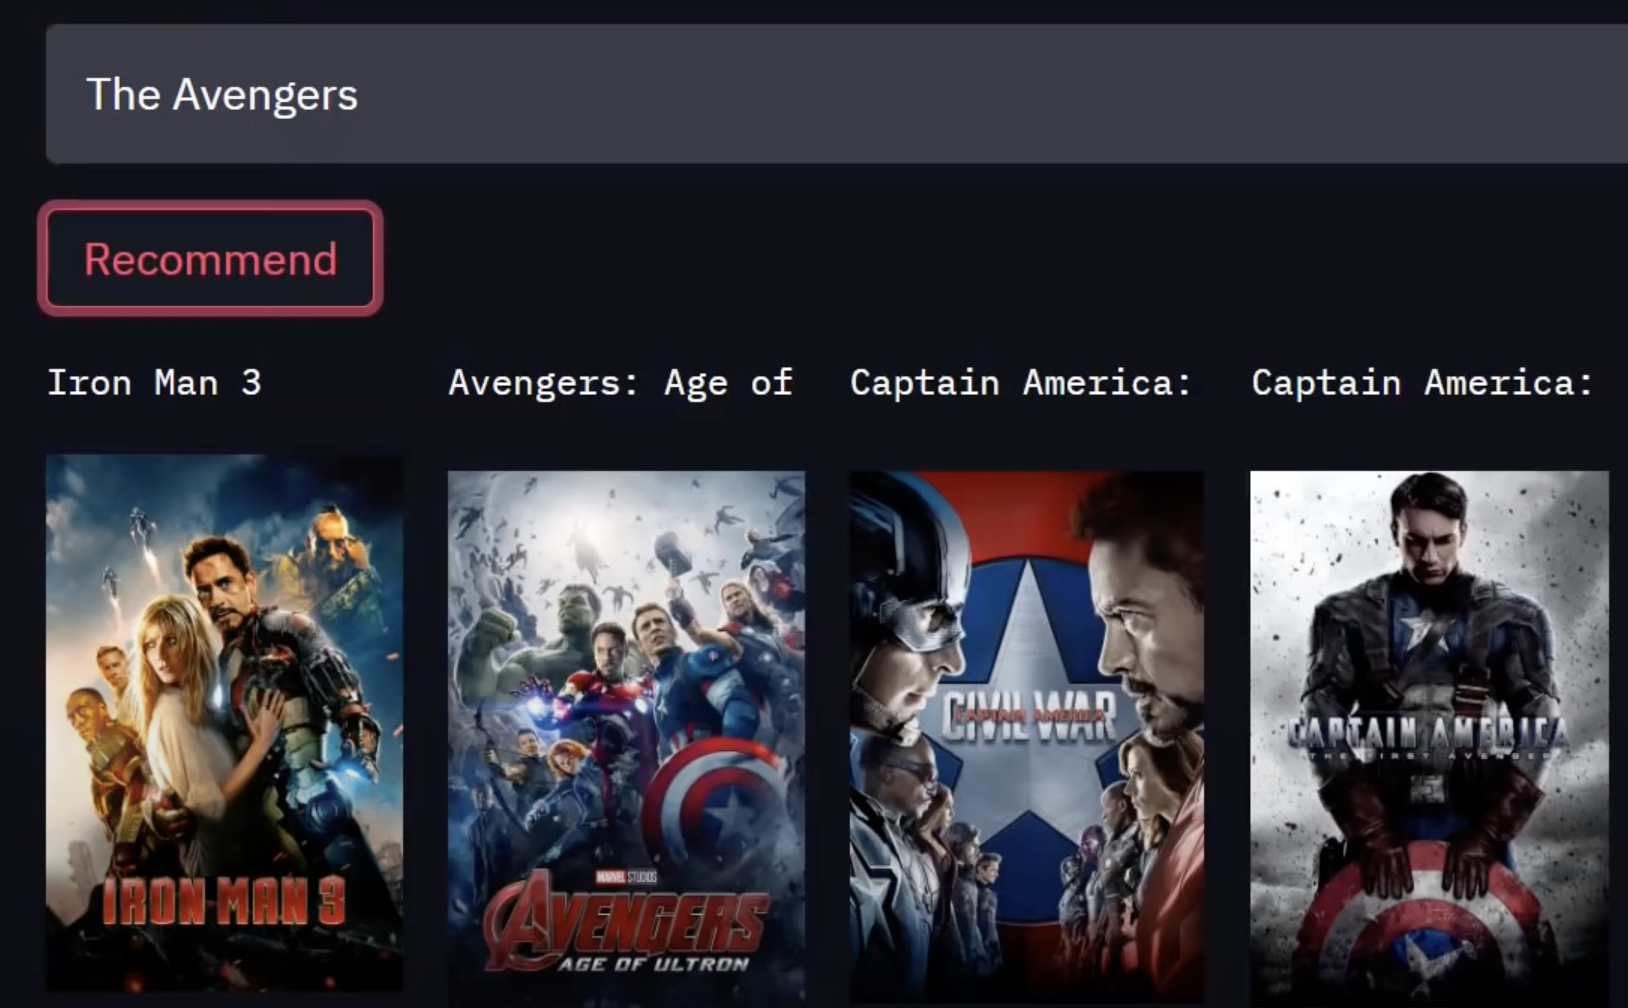 The Avengers
Recommend
Iron Man 3
Avengers: Age of
Captain America:
Captain America:
IRON MAN 3
MARVEL STUDIOS
AVENGERS
AGE OF ULTRON
CIVIL WAR
CAPTAIN AMERICA
CAPTAIN AMERICA
THE FIRST AVENGER